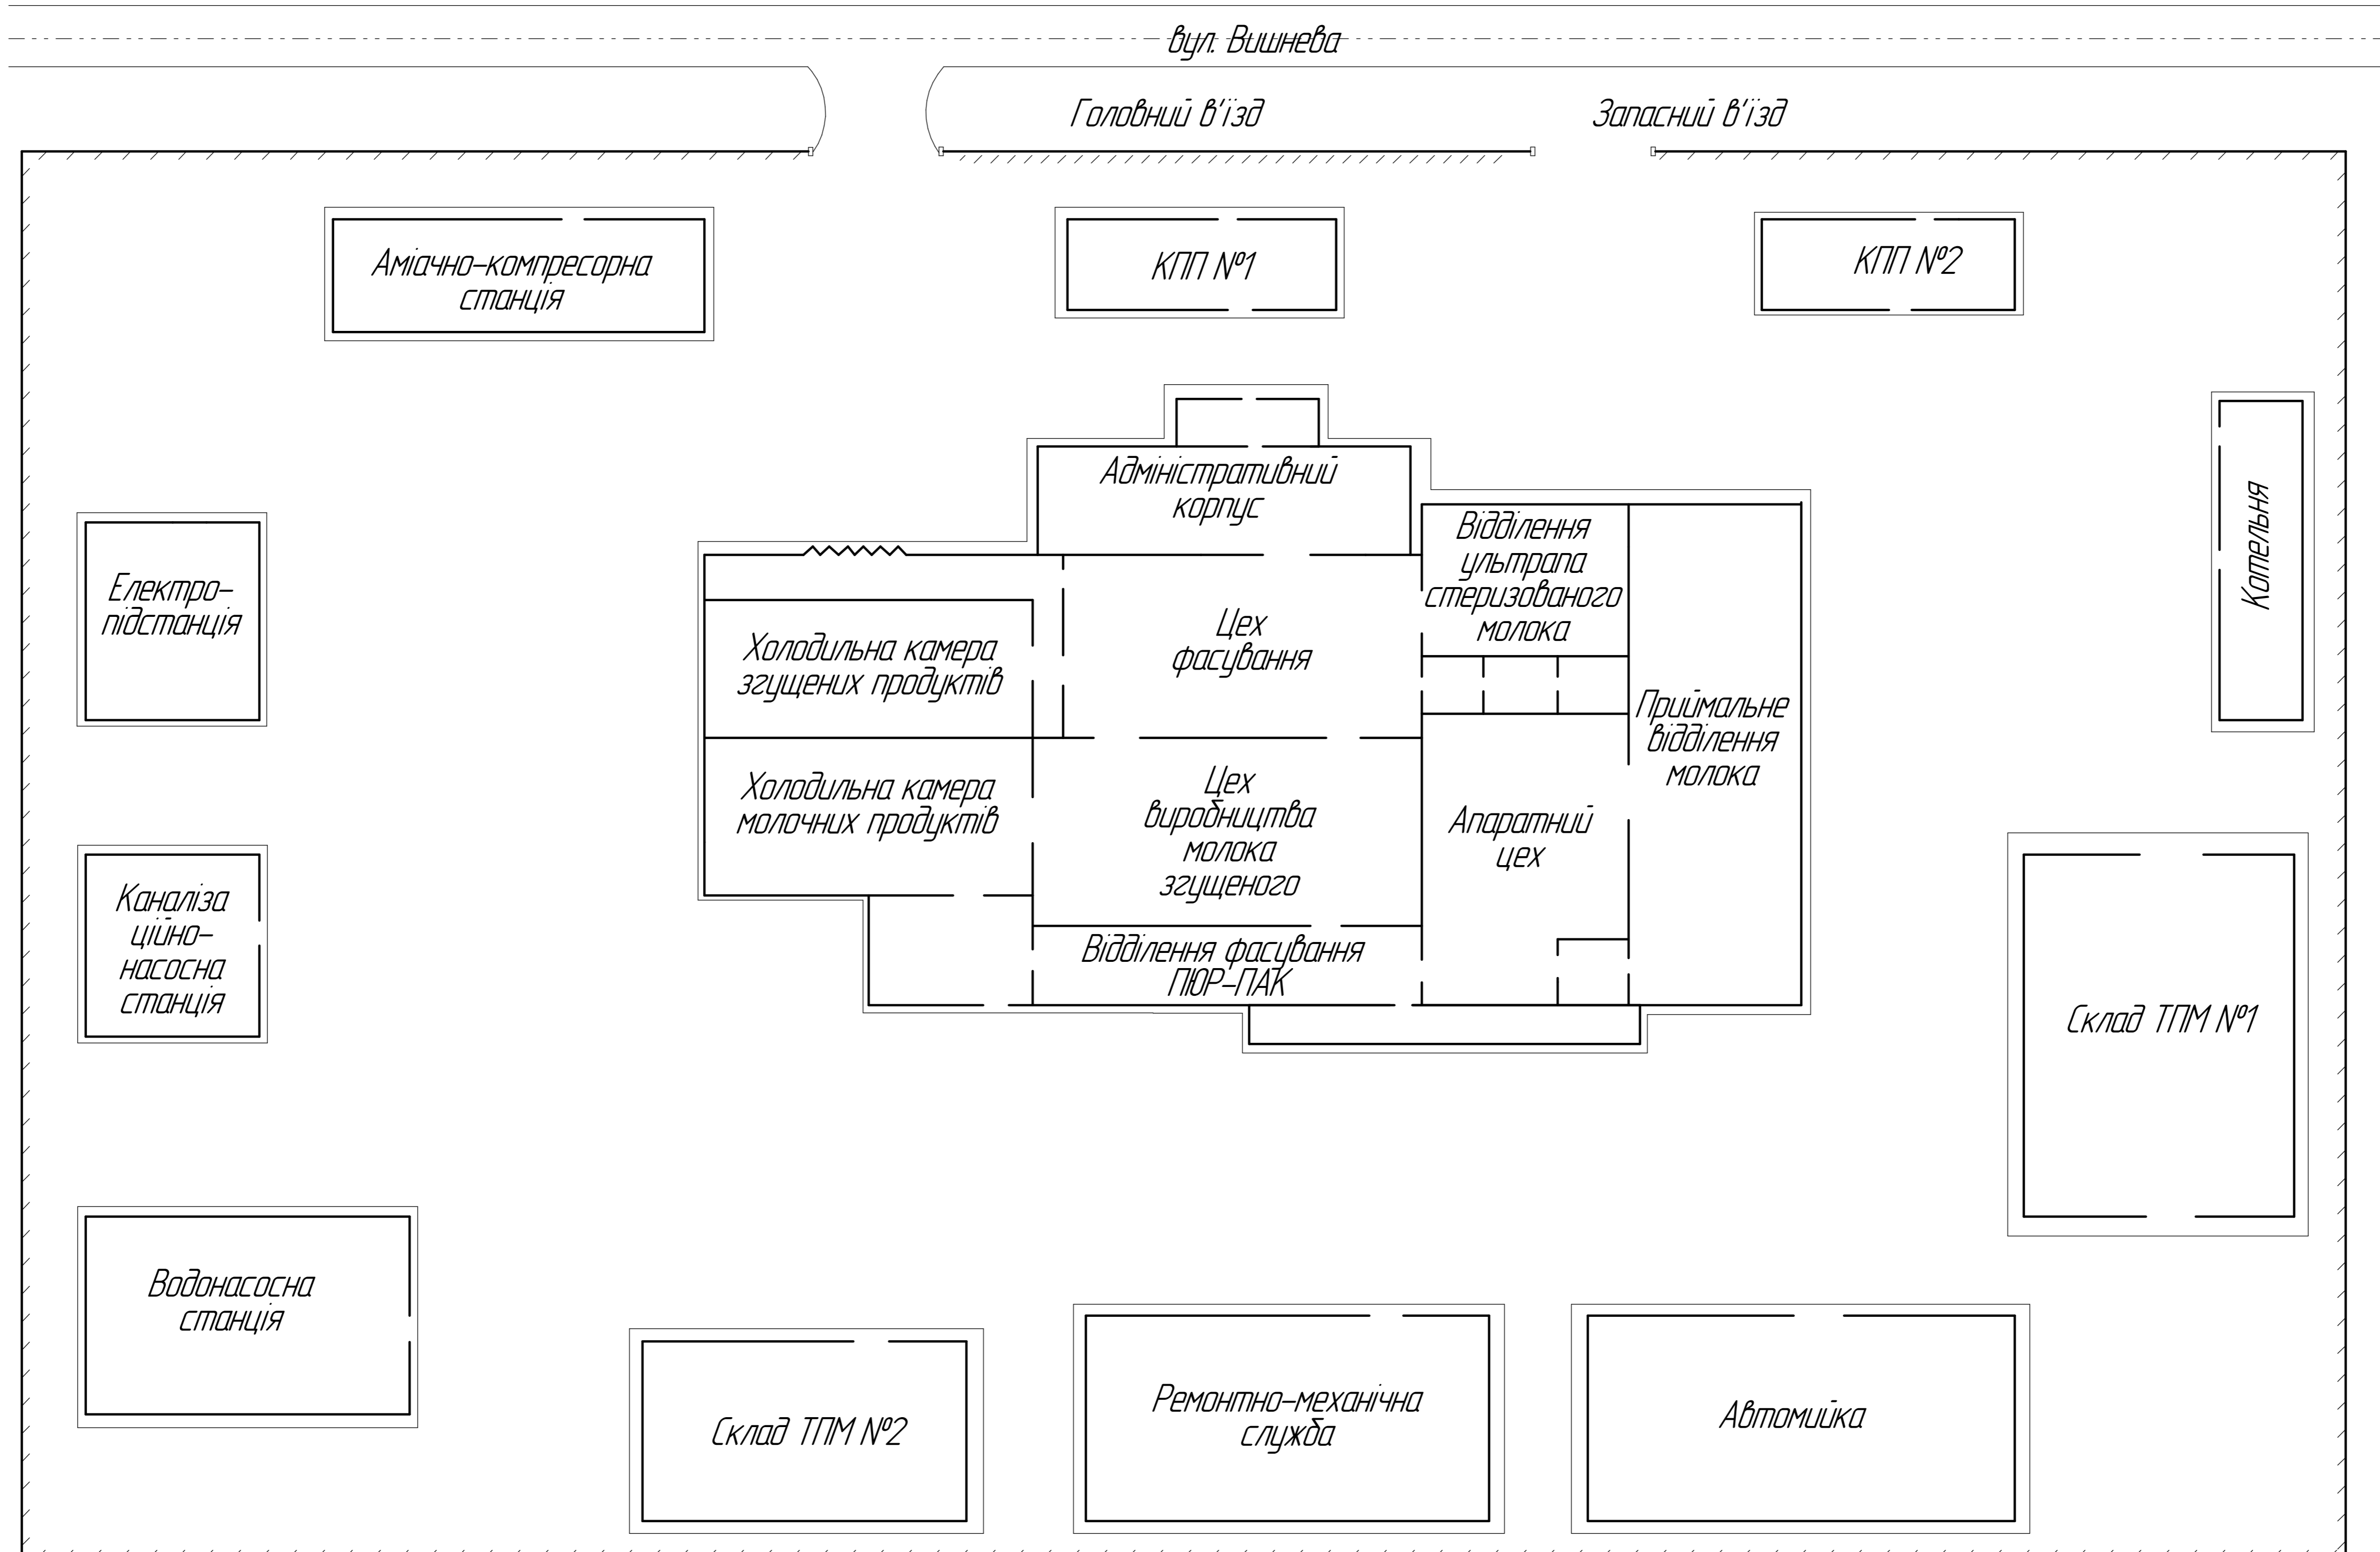 вул. Вишнева
Головний в'їзд
Запасний в'їзд
Аміачно-компресорна
станція
КПП №1
КПП №2
Адміністративний
корпус
Електро-
підстанція
Холодильна камера
згущених продуктів
Цех
фасування
Відділення
ультрапа
стеризованого
молока
Приймальне
відділення
молока
Котельня
Каналіза
ційно-
насосна
станція
Холодильна камера
молочних продуктів
Цех
виробництва
молока
згущеного
Апаратний
цех
Відділення фасування
ПЮР-ПАК
Склад ТПМ №1
Водонасосна
станція
Склад ТПМ №2
Ремонтно-механічна
служба
Автомийка